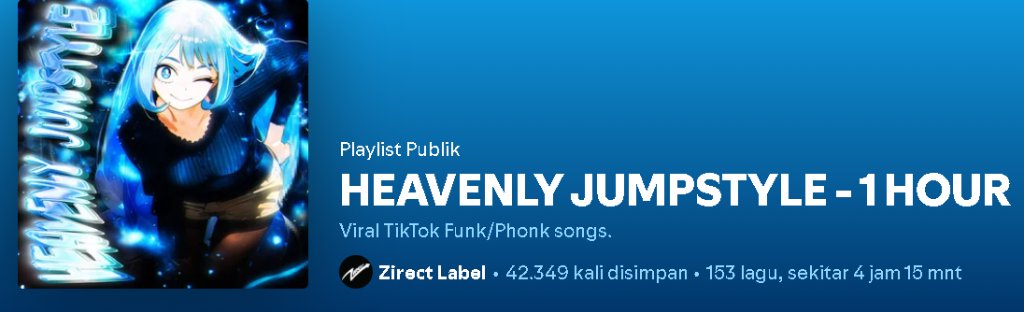 HEAVENLY JUMPSTYLE
Playlist Publik
HEAVENLY JUMPSTYLE - 1 HOUR
Viral TikTok Funk/Phonk songs.
Zirect Label • 42.349 kali disimpan • 153 lagu, sekitar 4 jam 15 mnt